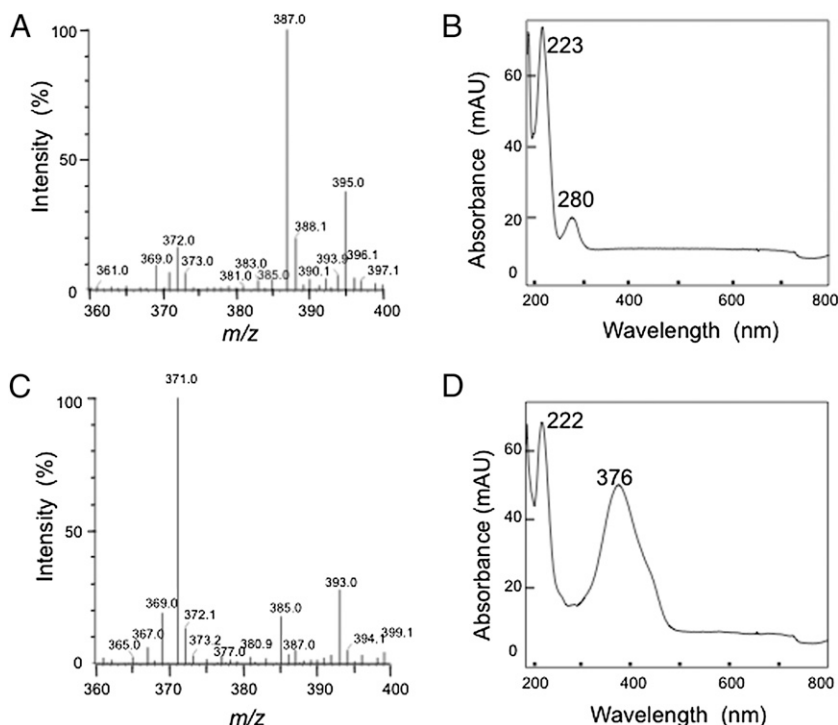 A
100
50
0
Intensity (%)
387.0
395.0
388.1
372.0
369.0
373.0
361.0
383.0
381.0
385.0
390.1
393.9
396.1
397.1
360 370 380 390 400
m/z
B
223
280
60
40
20
0
Absorbance (mAU)
200 400 600 800
Wavelength (nm)
C
371.0
100
50
0
Intensity (%)
393.0
385.0
369.0
372.1
367.0
365.0
373.2
377.0
380.9
387.0
394.1
399.1
360 370 380 390 400
m/z
D
222
376
60
40
20
0
Absorbance (mAU)
200 400 600 800
Wavelength (nm)